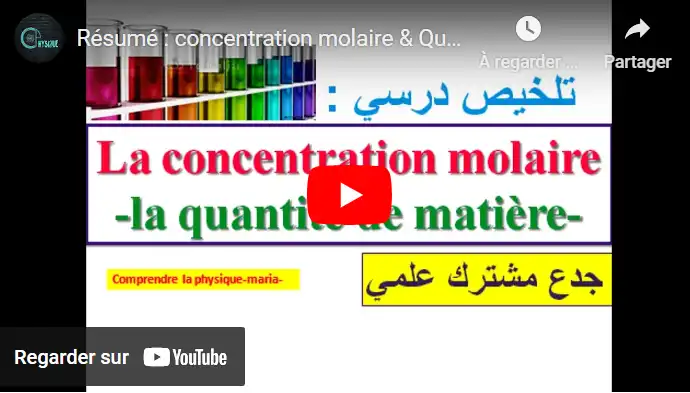 Physique
Résumé : concentration molaire & Qu...
À regarder ...
Partager
تلخيص درسي :
La concentration molaire
-la quantité de matière-
Comprendre la physique-maria-
جدع مشترك علمي
Regarder sur YouTube